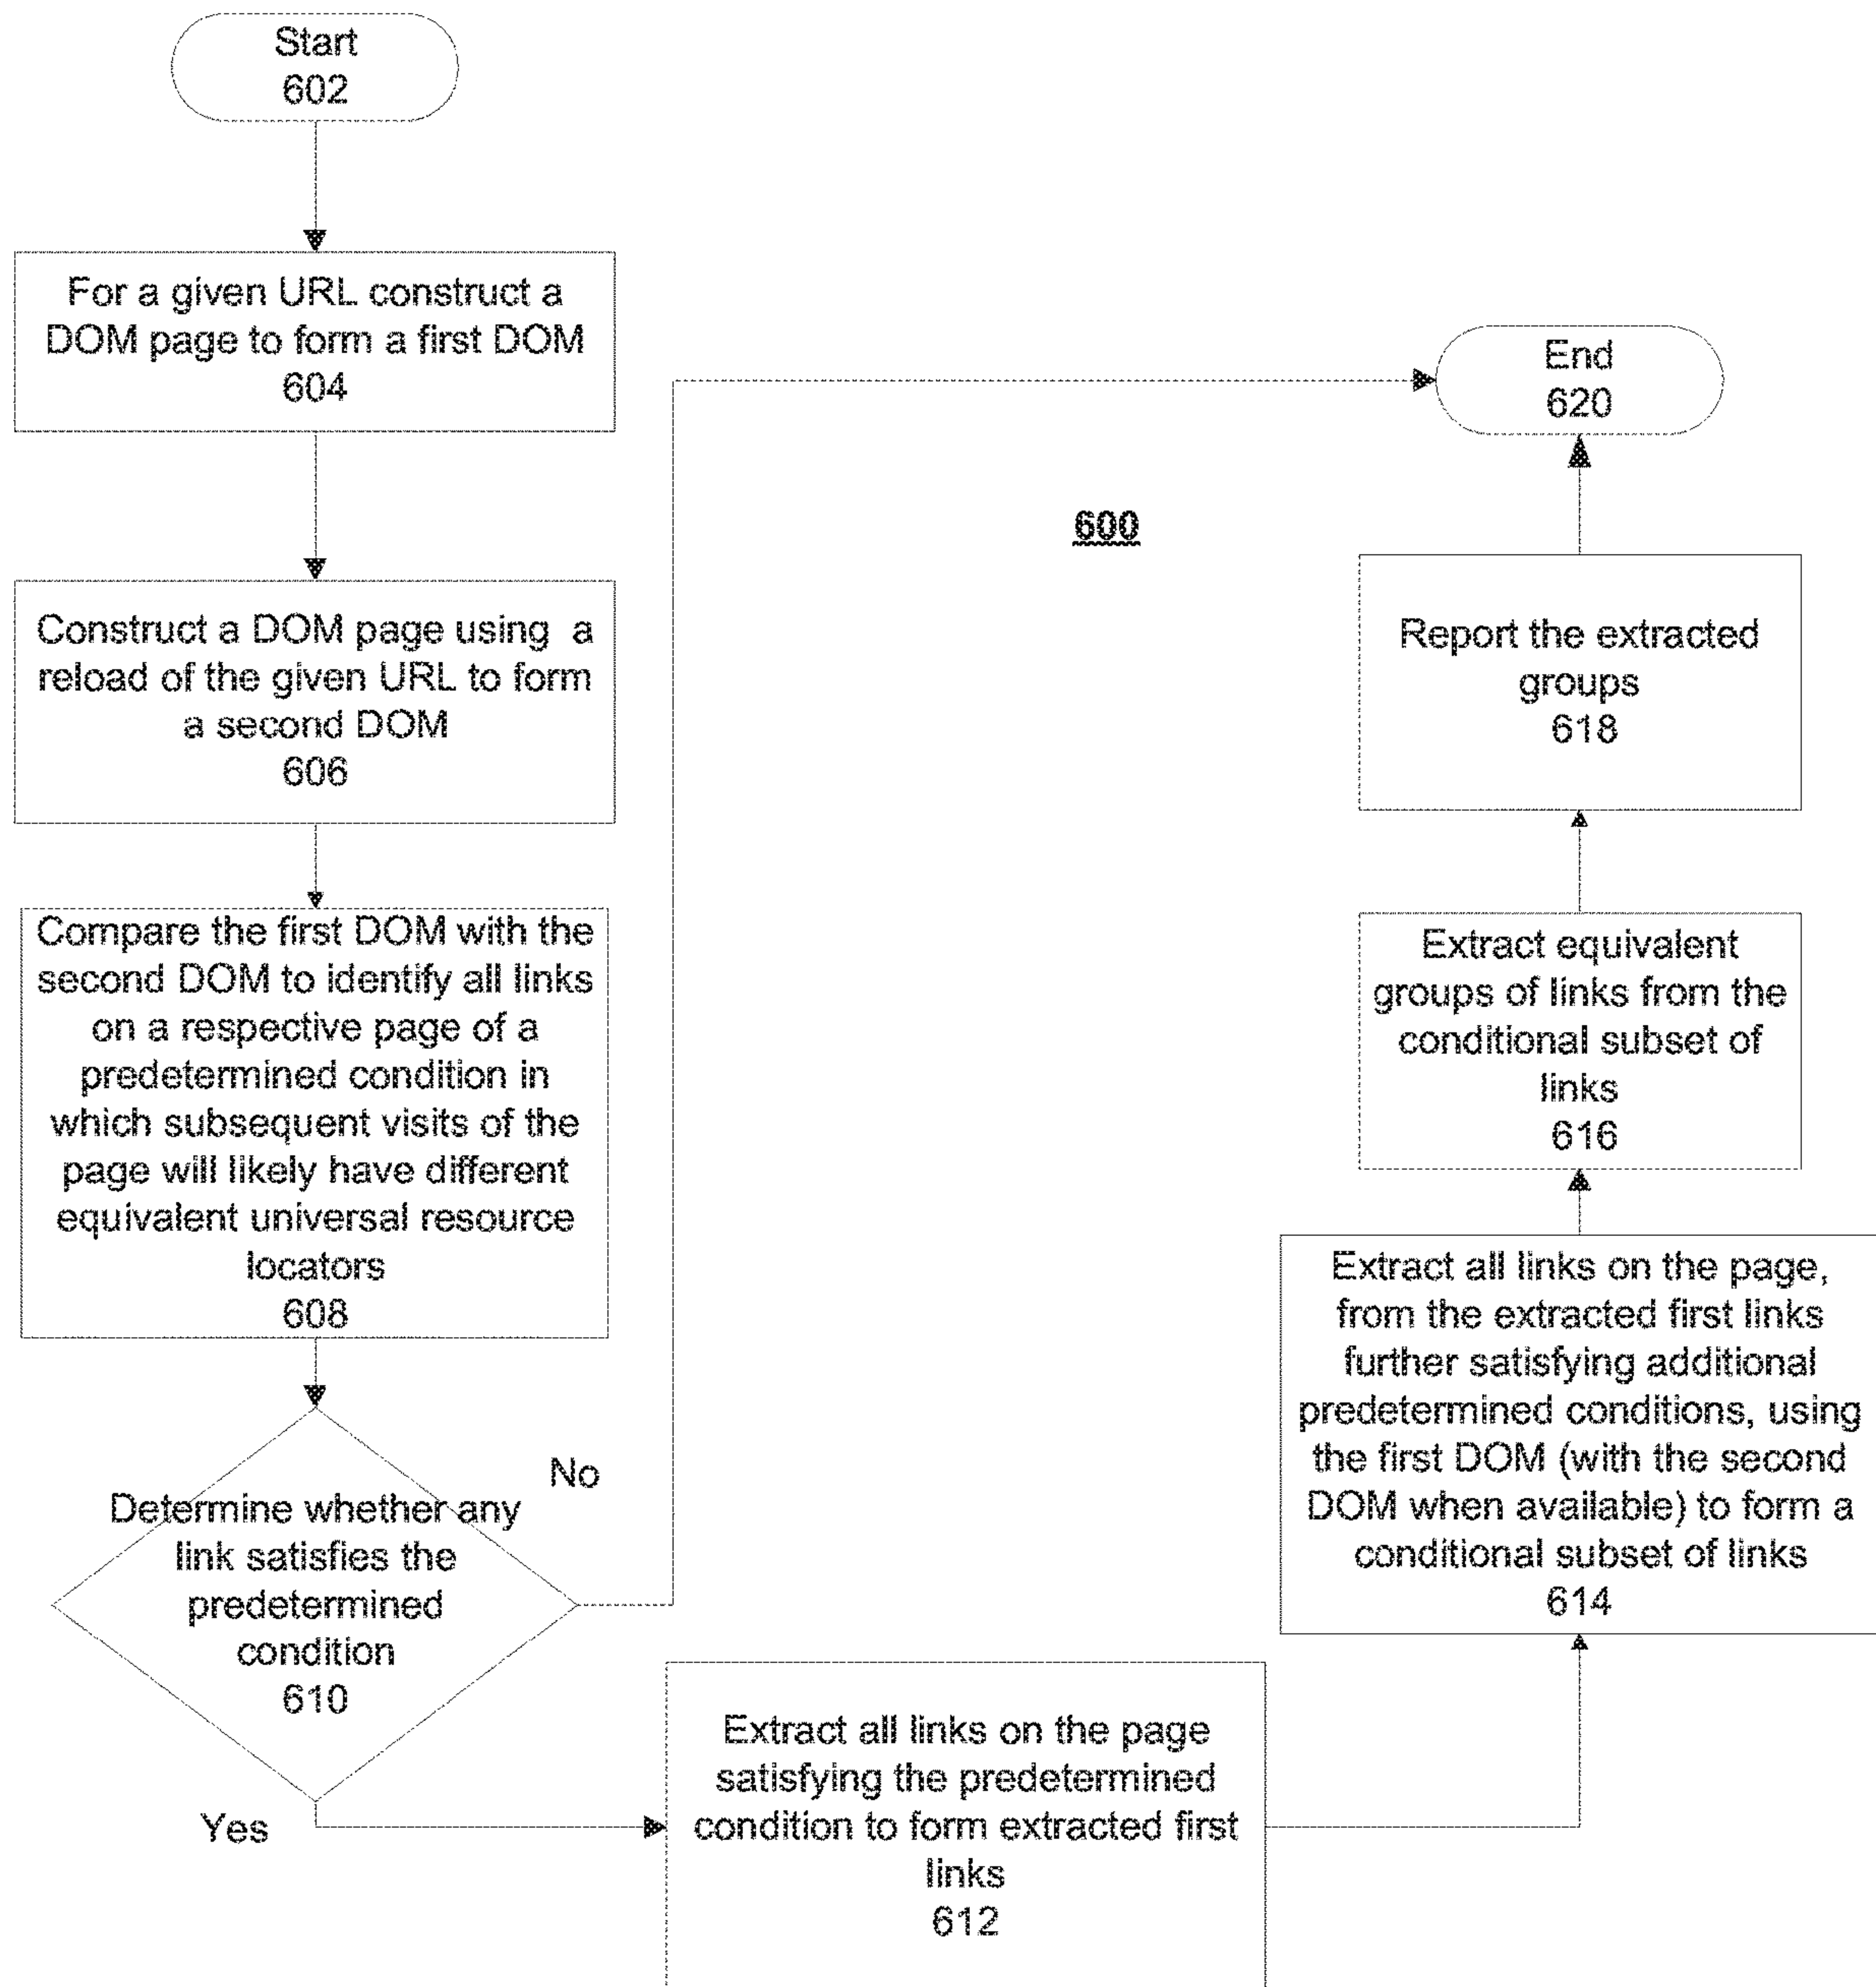 Start
602
For a given URL construct a
DOM page to form a first DOM
604
Construct a DOM page using a
reload of the given URL to form
a second DOM
606
Compare the first DOM with the
second DOM to identify all links
on a respective page of a
predetermined condition in
which subsequent visits of the
page will likely have different
equivalent universal resource
locators
608
Determine whether any
link satisfies the
predetermined
condition
610
No
Yes
Extract all links on the page
satisfying the predetermined
condition to form extracted first
links
612
Extract all links on the page,
from the extracted first links
further satisfying additional
predetermined conditions, using
the first DOM (with the second
DOM when available) to form a
conditional subset of links
614
Extract equivalent
groups of links from the
conditional subset of
links
616
Report the extracted
groups
618
End
620
600